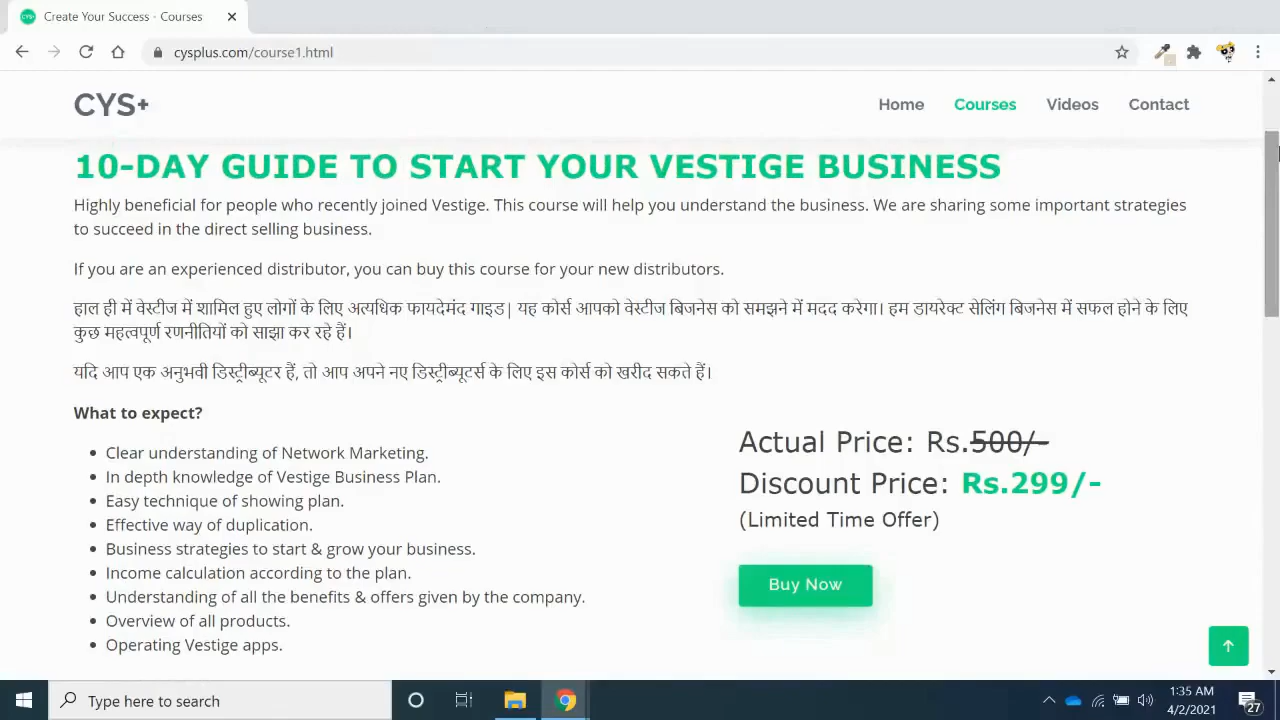 Create Your Success - Courses
cysplus.com/course1.html
CYS+
Home Courses Videos Contact
10-DAY GUIDE TO START YOUR VESTIGE BUSINESS
Highly beneficial for people who recently joined Vestige. This course will help you understand the business. We are sharing some important strategies
to succeed in the direct selling business.
If you are an experienced distributor, you can buy this course for your new distributors.
हाल ही में वेस्टीज में शामिल हुए लोगों के लिए अत्यधिक फायदेमंद गाइड| यह कोर्स आपको वेस्टीज बिजनेस को समझने में मदद करेगा। हम डायरेक्ट सेलिंग बिजनेस में सफल होने के लिए
कुछ महत्वपूर्ण रणनीतियों को साझा कर रहे हैं।
यदि आप एक अनुभवी डिस्ट्रीब्यूटर हैं, तो आप अपने नए डिस्ट्रीब्यूटर्स के लिए इस कोर्स को खरीद सकते हैं।
What to expect?
Clear understanding of Network Marketing.
In depth knowledge of Vestige Business Plan.
Easy technique of showing plan.
Effective way of duplication.
Business strategies to start & grow your business.
Income calculation according to the plan.
Understanding of all the benefits & offers given by the company.
Overview of all products.
Operating Vestige apps.
Actual Price: Rs.500/-
Discount Price: Rs.299/-
(Limited Time Offer)
Buy Now
Type here to search
1:35 AM
4/2/2021
27